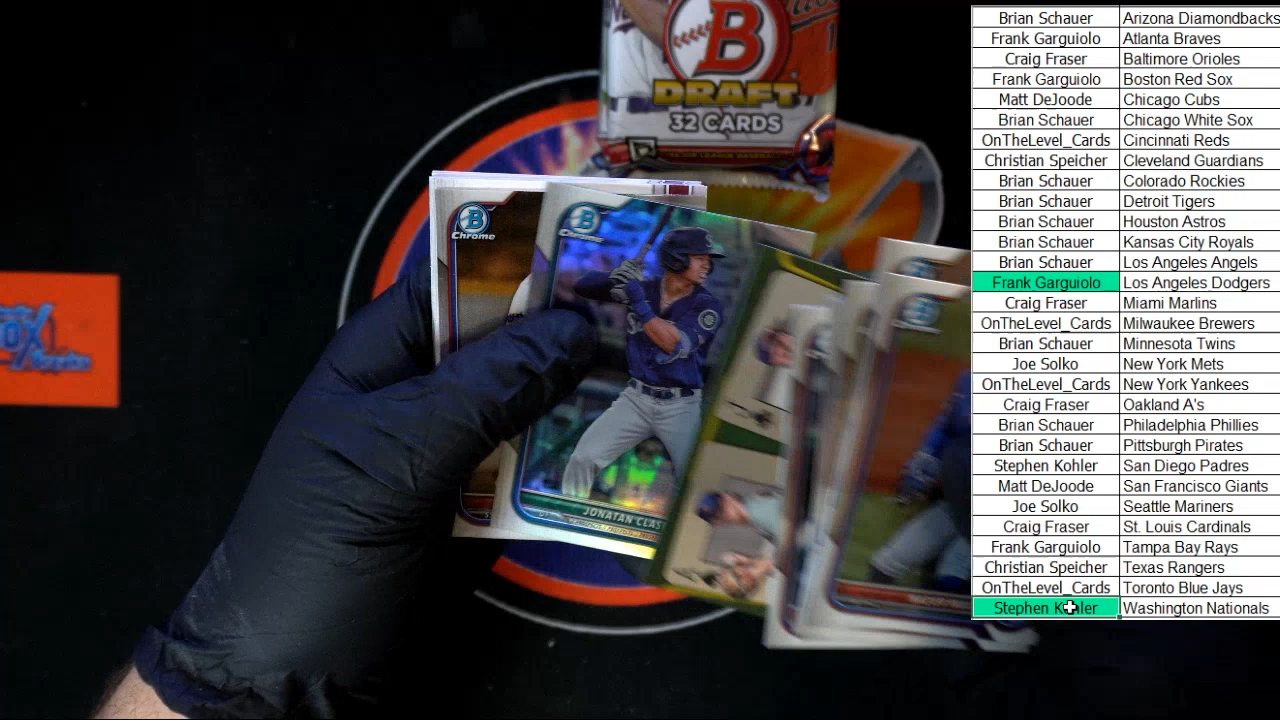 B
DRAFT
32 CARDS
B
Chrome
B
Chrome
JONATAN CLAS
OX
Brian Schauer Arizona Diamondbacks
Frank Garguiolo Atlanta Braves
Craig Fraser Baltimore Orioles
Frank Garguiolo Boston Red Sox
Matt DeJoode Chicago Cubs
Brian Schauer Chicago White Sox
OnTheLevel_Cards Cincinnati Reds
Christian Speicher Cleveland Guardians
Brian Schauer Colorado Rockies
Brian Schauer Detroit Tigers
Brian Schauer Houston Astros
Brian Schauer Kansas City Royals
Brian Schauer Los Angeles Angels
Frank Garguiolo Los Angeles Dodgers
Craig Fraser Miami Marlins
OnTheLevel_Cards Milwaukee Brewers
Brian Schauer Minnesota Twins
Joe Solko New York Mets
OnTheLevel_Cards New York Yankees
Craig Fraser Oakland A's
Brian Schauer Philadelphia Phillies
Brian Schauer Pittsburgh Pirates
Stephen Kohler San Diego Padres
Matt DeJoode San Francisco Giants
Joe Solko Seattle Mariners
Craig Fraser St. Louis Cardinals
Frank Garguiolo Tampa Bay Rays
Christian Speicher Texas Rangers
OnTheLevel_Cards Toronto Blue Jays
Stephen Kohler Washington Nationals